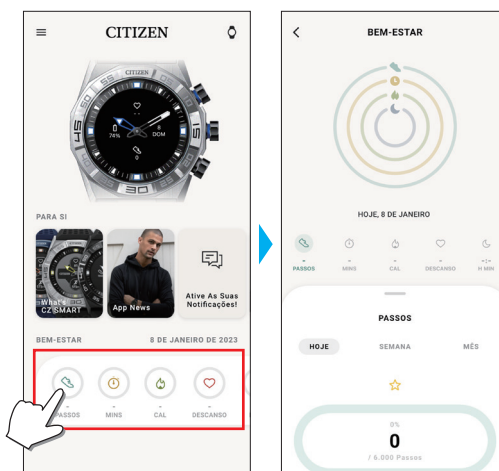 CITIZEN
CITIZEN
0
74%
8
DOM
0
PARA SI
What's
CZ SMART
App News
Ative As Suas
Notificações!
BEM-ESTAR
8 DE JANEIRO DE 2023
-
-
-
-
PASSOS
MINS
CAL
DESCANSO
BEM-ESTAR
HOJE, 8 DE JANEIRO
-
-
-
-
-:-
PASSOS
MINS
CAL
DESCANSO
H MIN
PASSOS
HOJE
SEMANA
MÊS
0%
0
/ 6,000 Passos